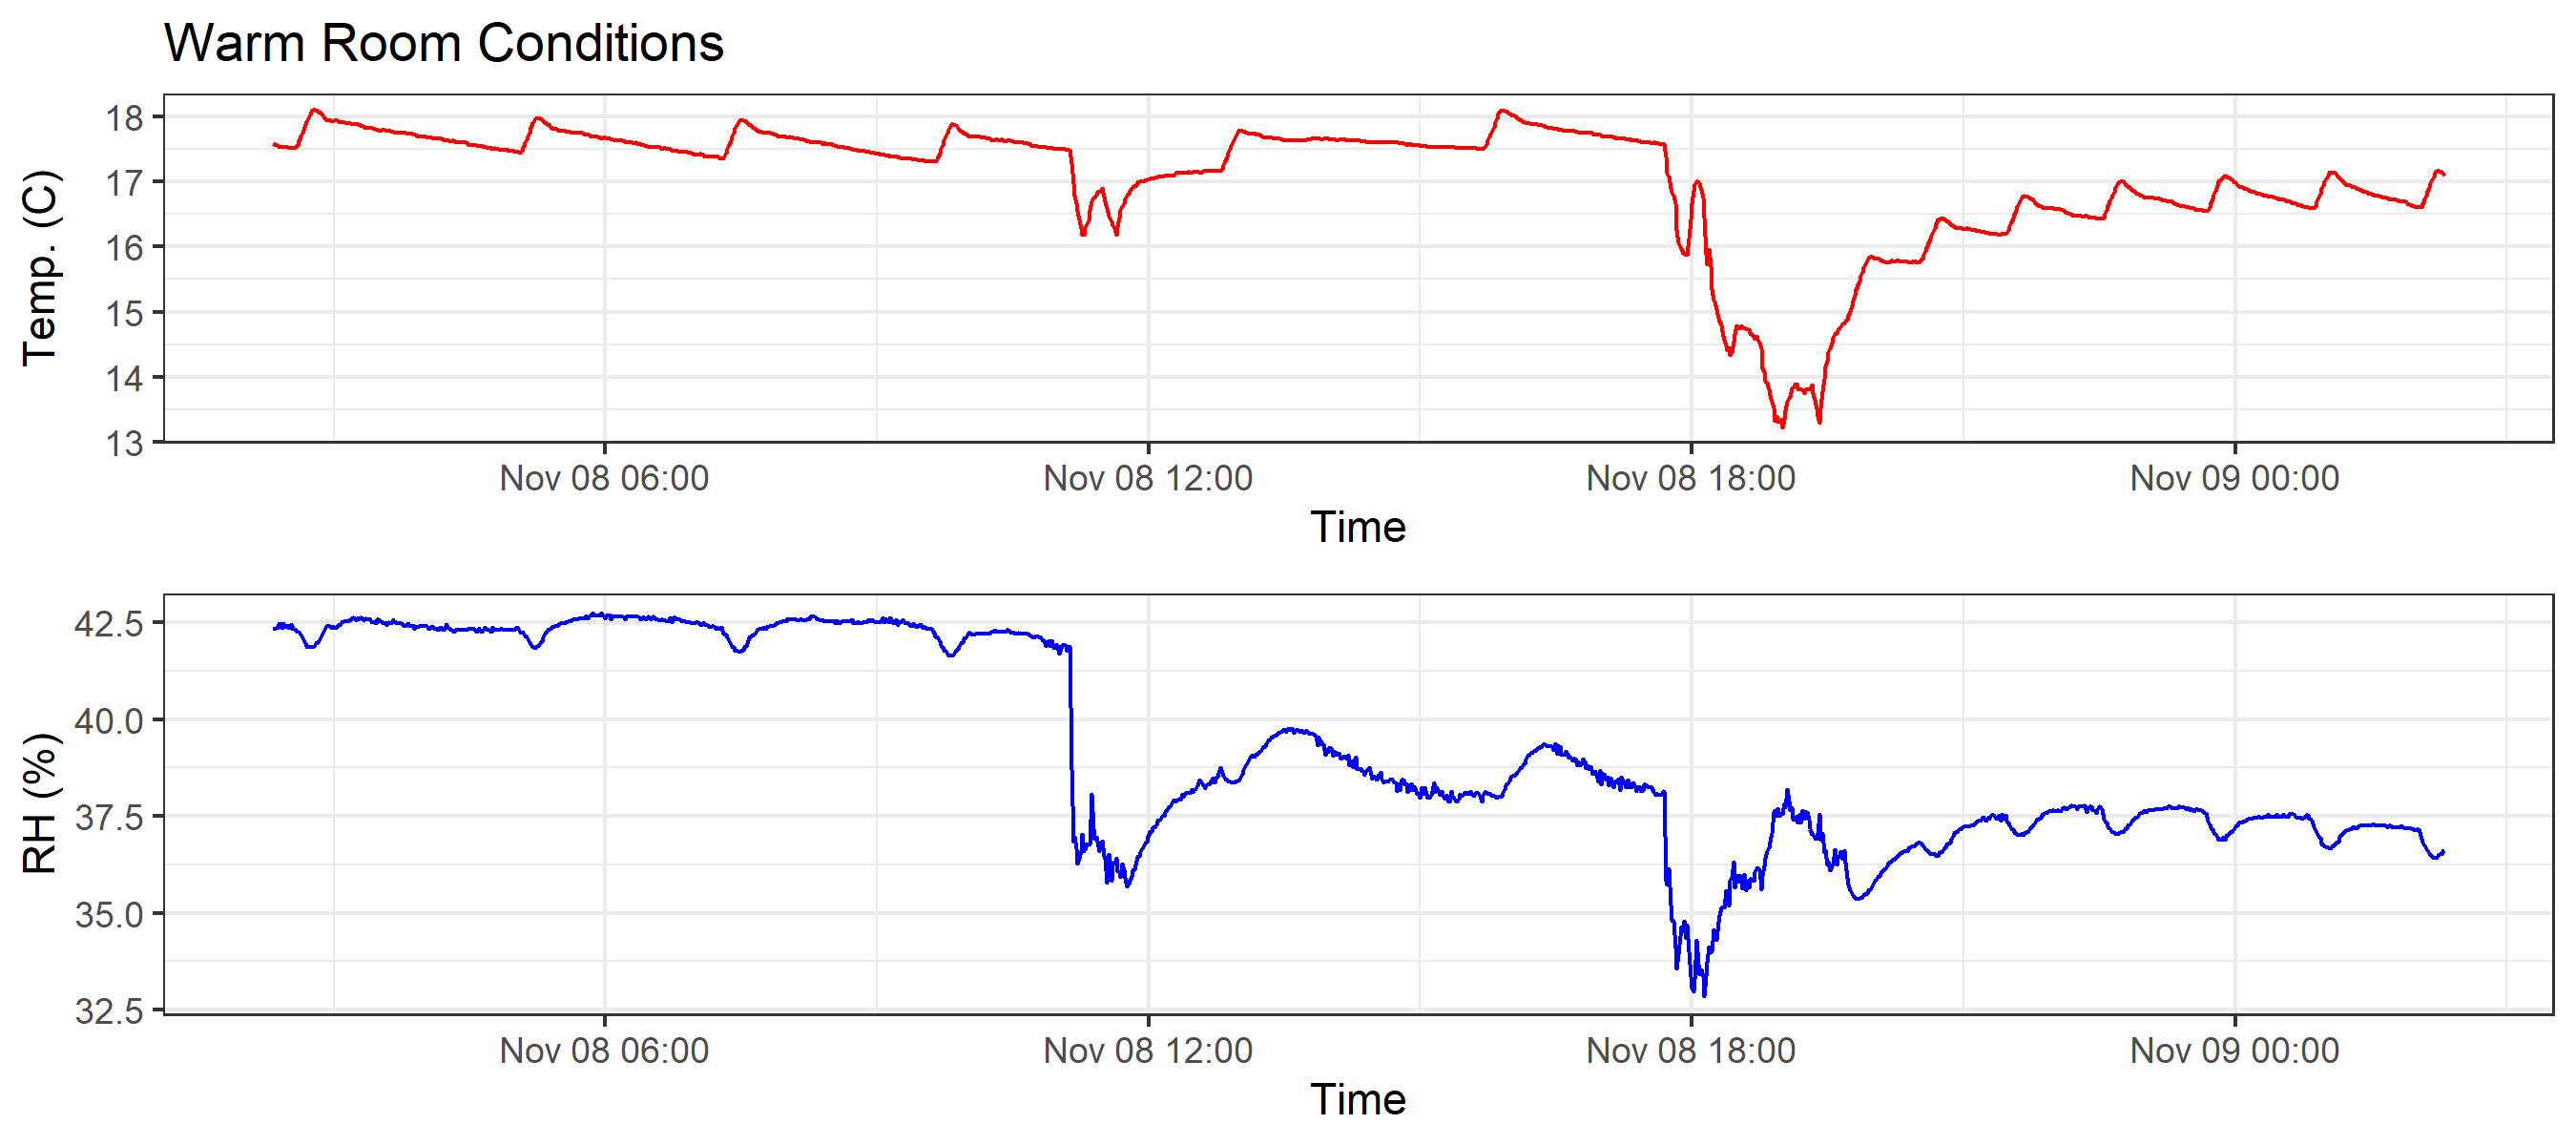 Warm Room Conditions
Temp. (C)
18
17
16
15
14
13
Nov 08 06:00 Nov 08 12:00 Nov 08 18:00 Nov 09 00:00
Time
RH (%)
42.5
40.0
37.5
35.0
32.5
Nov 08 06:00 Nov 08 12:00 Nov 08 18:00 Nov 09 00:00
Time